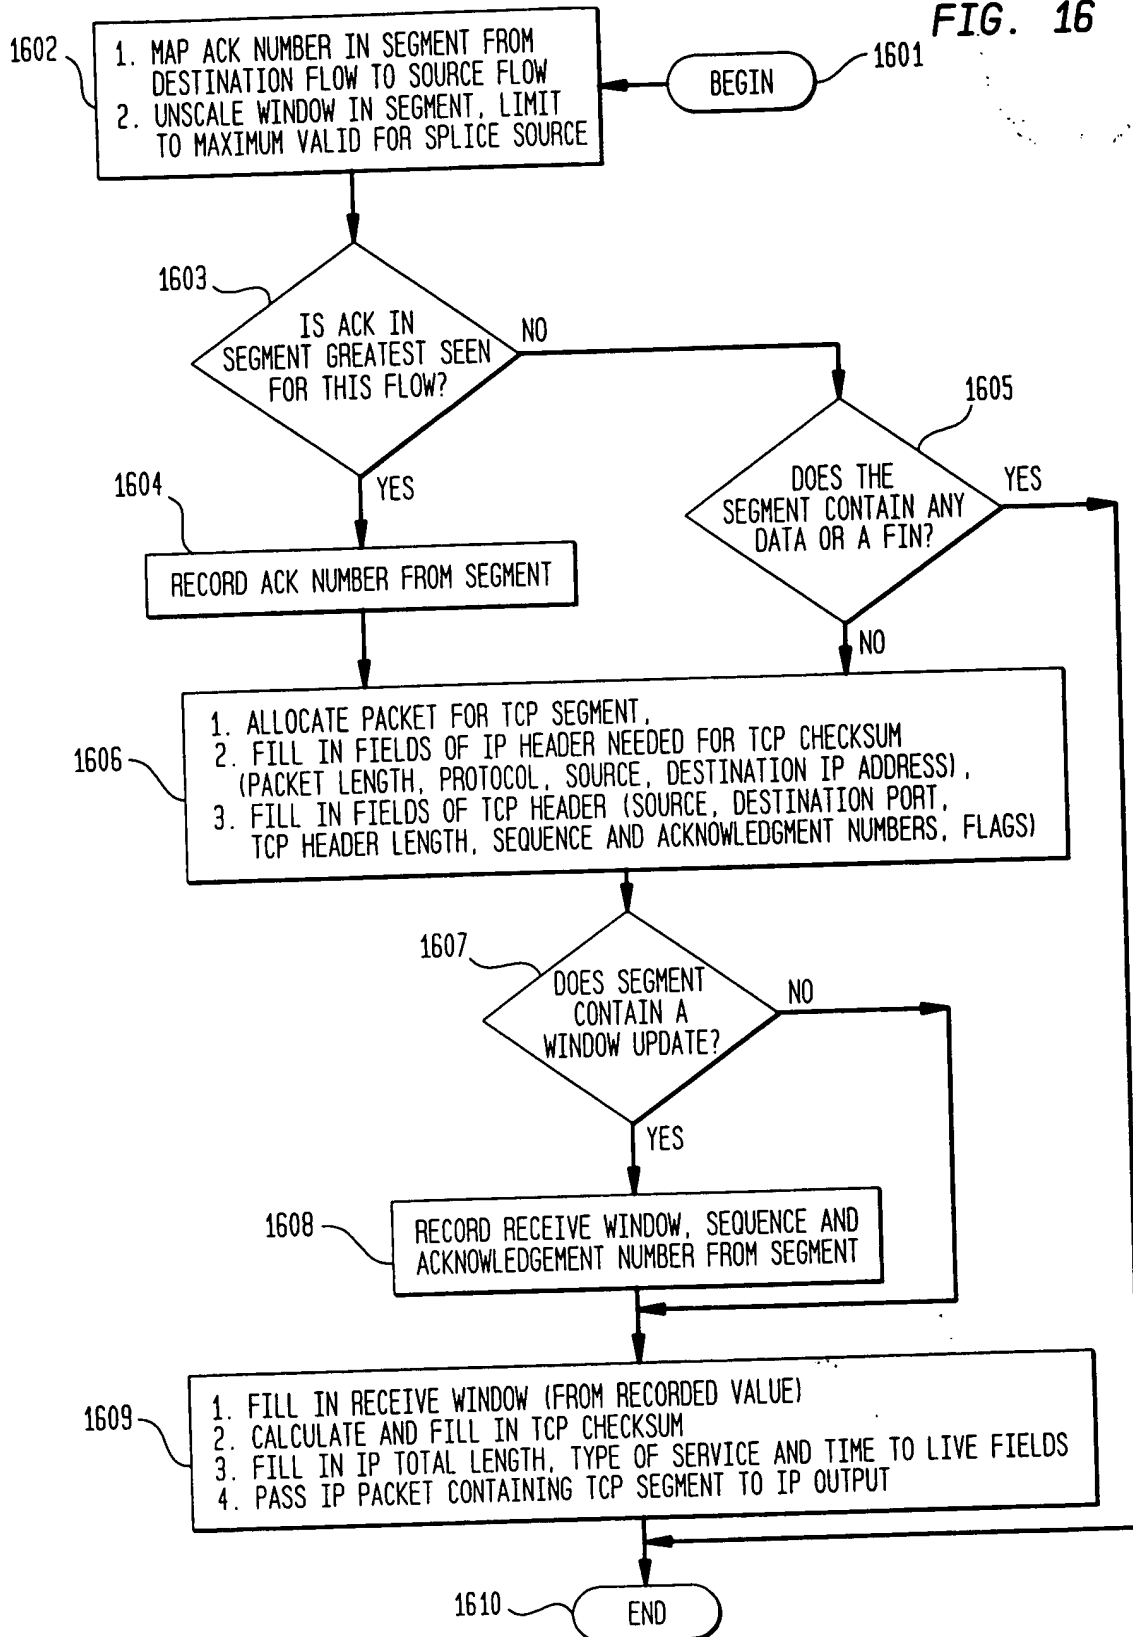 FIG. 16
1602
1. MAP ACK NUMBER IN SEGMENT FROM
DESTINATION FLOW TO SOURCE FLOW
2. UNSCALE WINDOW IN SEGMENT, LIMIT
TO MAXIMUM VALID FOR SPLICE SOURCE
BEGIN
1601
1603
IS ACK IN
SEGMENT GREATEST SEEN
FOR THIS FLOW?
NO
YES
1605
DOES THE
SEGMENT CONTAIN ANY
DATA OR A FIN?
YES
NO
1604
RECORD ACK NUMBER FROM SEGMENT
1606
1. ALLOCATE PACKET FOR TCP SEGMENT,
2. FILL IN FIELDS OF IP HEADER NEEDED FOR TCP CHECKSUM
(PACKET LENGTH, PROTOCOL, SOURCE, DESTINATION IP ADDRESS),
3. FILL IN FIELDS OF TCP HEADER (SOURCE, DESTINATION PORT,
TCP HEADER LENGTH, SEQUENCE AND ACKNOWLEDGMENT NUMBERS, FLAGS)
1607
DOES SEGMENT
CONTAIN A
WINDOW UPDATE?
NO
YES
1608
RECORD RECEIVE WINDOW, SEQUENCE AND
ACKNOWLEDGEMENT NUMBER FROM SEGMENT
1609
1. FILL IN RECEIVE WINDOW (FROM RECORDED VALUE)
2. CALCULATE AND FILL IN TCP CHECKSUM
3. FILL IN IP TOTAL LENGTH, TYPE OF SERVICE AND TIME TO LIVE FIELDS
4. PASS IP PACKET CONTAINING TCP SEGMENT TO IP OUTPUT
1610
END